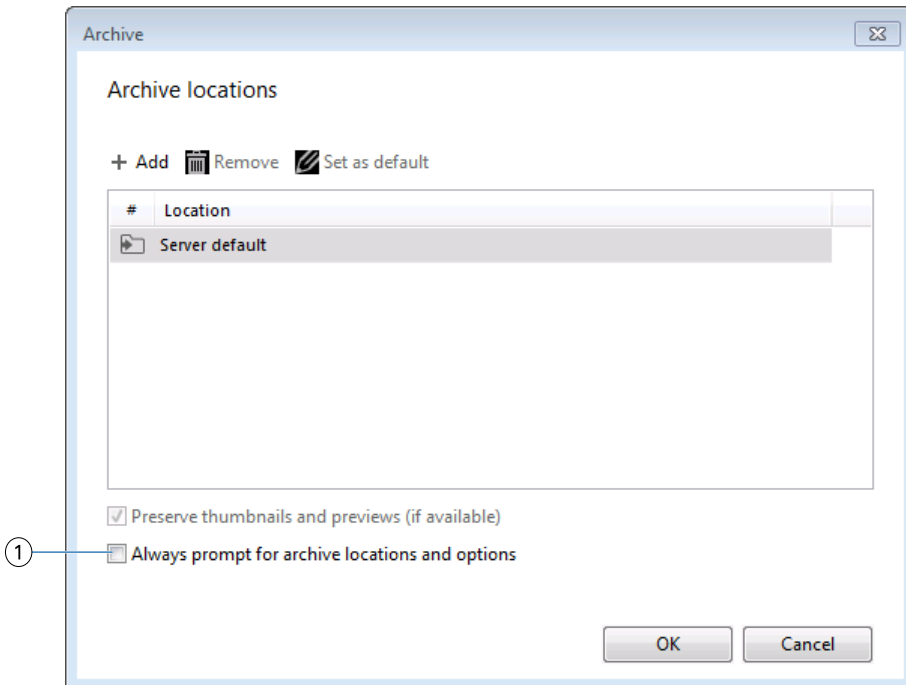 Archive
Archive locations
+ Add Remove Set as default
# Location
Server default
Preserve thumbnails and previews (if available)
1 Always prompt for archive locations and options
OK Cancel